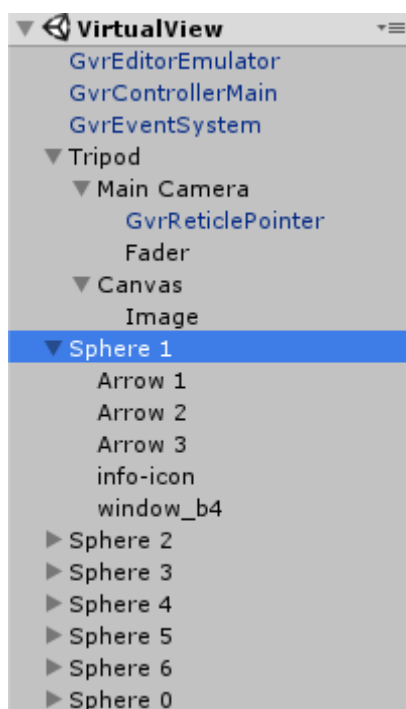 VirtualView
GvrEditorEmulator
GvrControllerMain
GvrEventSystem
Tripod
Main Camera
GvrReticlePointer
Fader
Canvas
Image
Sphere 1
Arrow 1
Arrow 2
Arrow 3
info-icon
window_b4
Sphere 2
Sphere 3
Sphere 4
Sphere 5
Sphere 6
Sphere 0